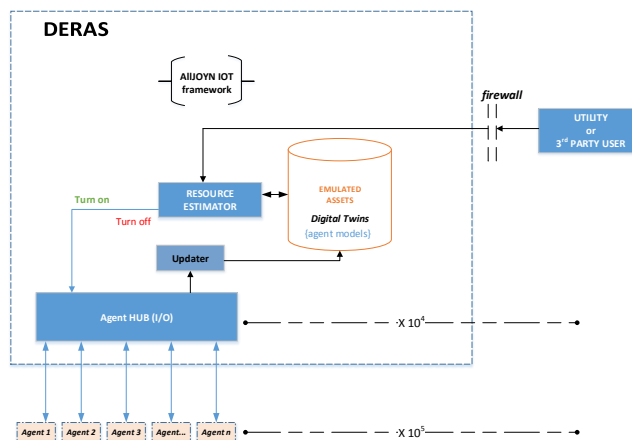 DERAS
AllJOYN IOT
framework
firewall
UTILITY
or
3rd PARTY USER
EMULATED
ASSETS
Digital Twins
{agent models}
RESOURCE
ESTIMATOR
Turn on
Turn off
Updater
Agent HUB (I/O)
·X 10⁴
Agent 1
Agent 2
Agent 3
Agent...
Agent n
·X 10⁵